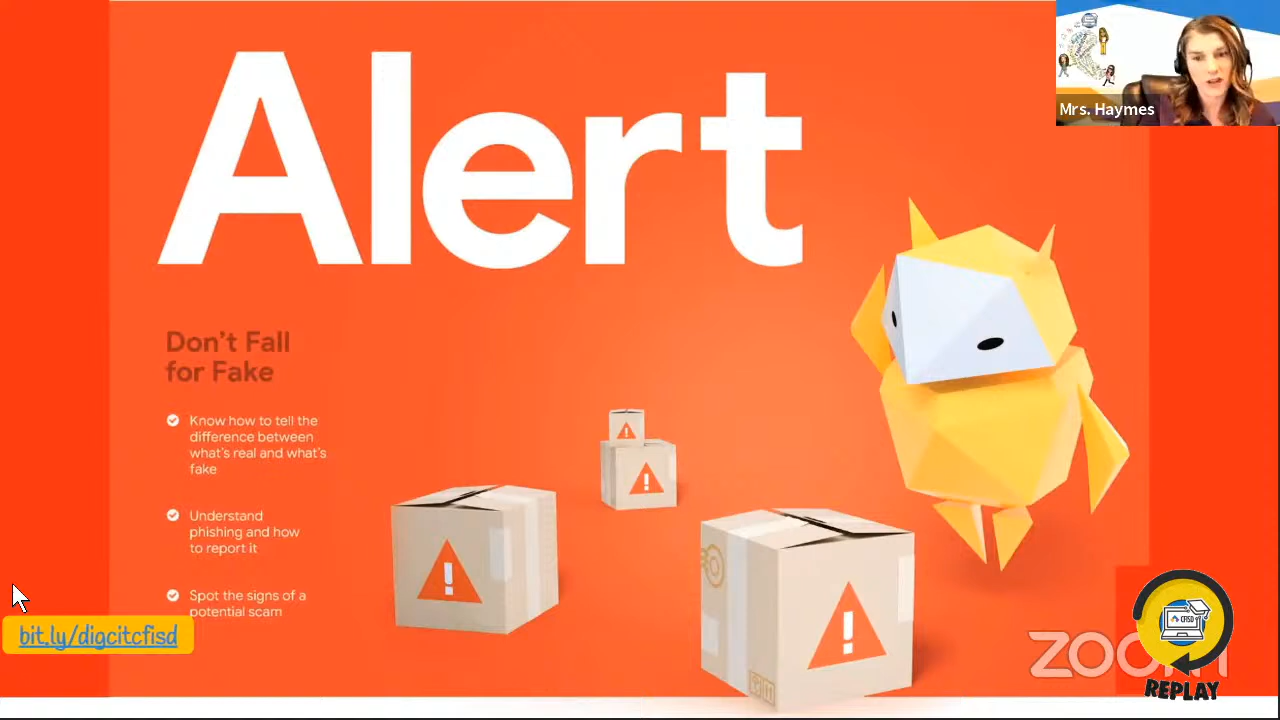 Alert
Mrs. Haymes
Don't Fall
for Fake
Know how to tell the
difference between
what's real and what's
fake
Understand
phishing and how
to report it
Spot the signs of a
potential scam
bit.ly/digcitcfisd
CFISD
zoom
REPLAY